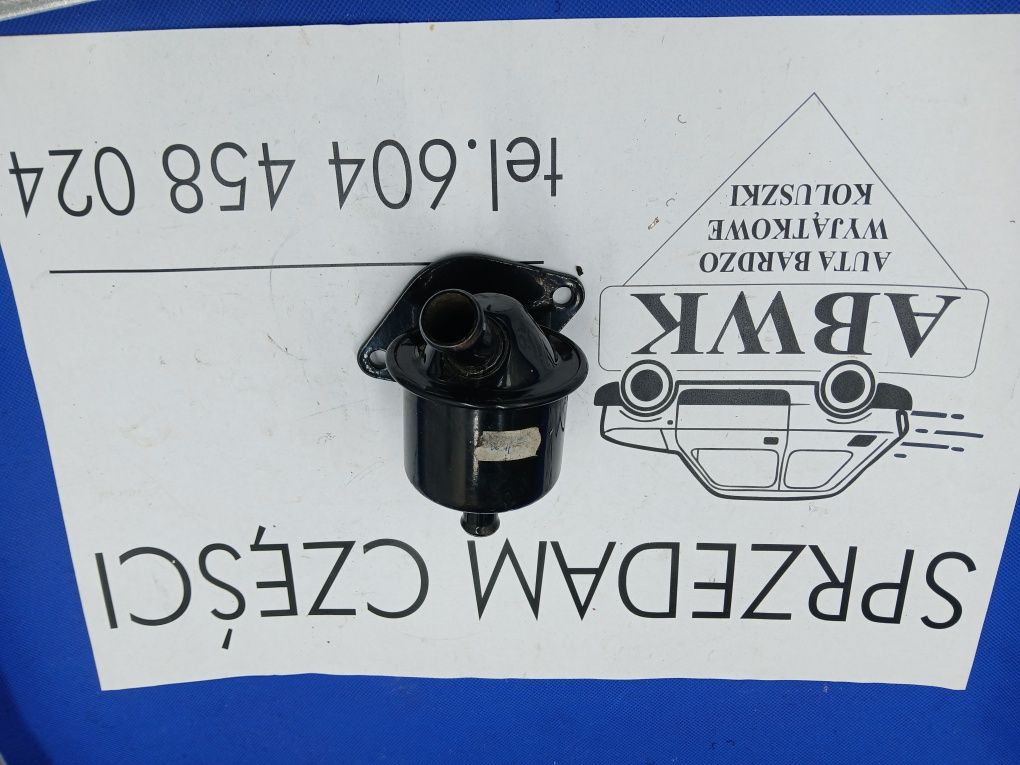 SPRZEDAM CZĘŚCI
ABWK
AUTA BARDZO
WYJĄTKOWE
KOLUSZKI
tel.604 458 024